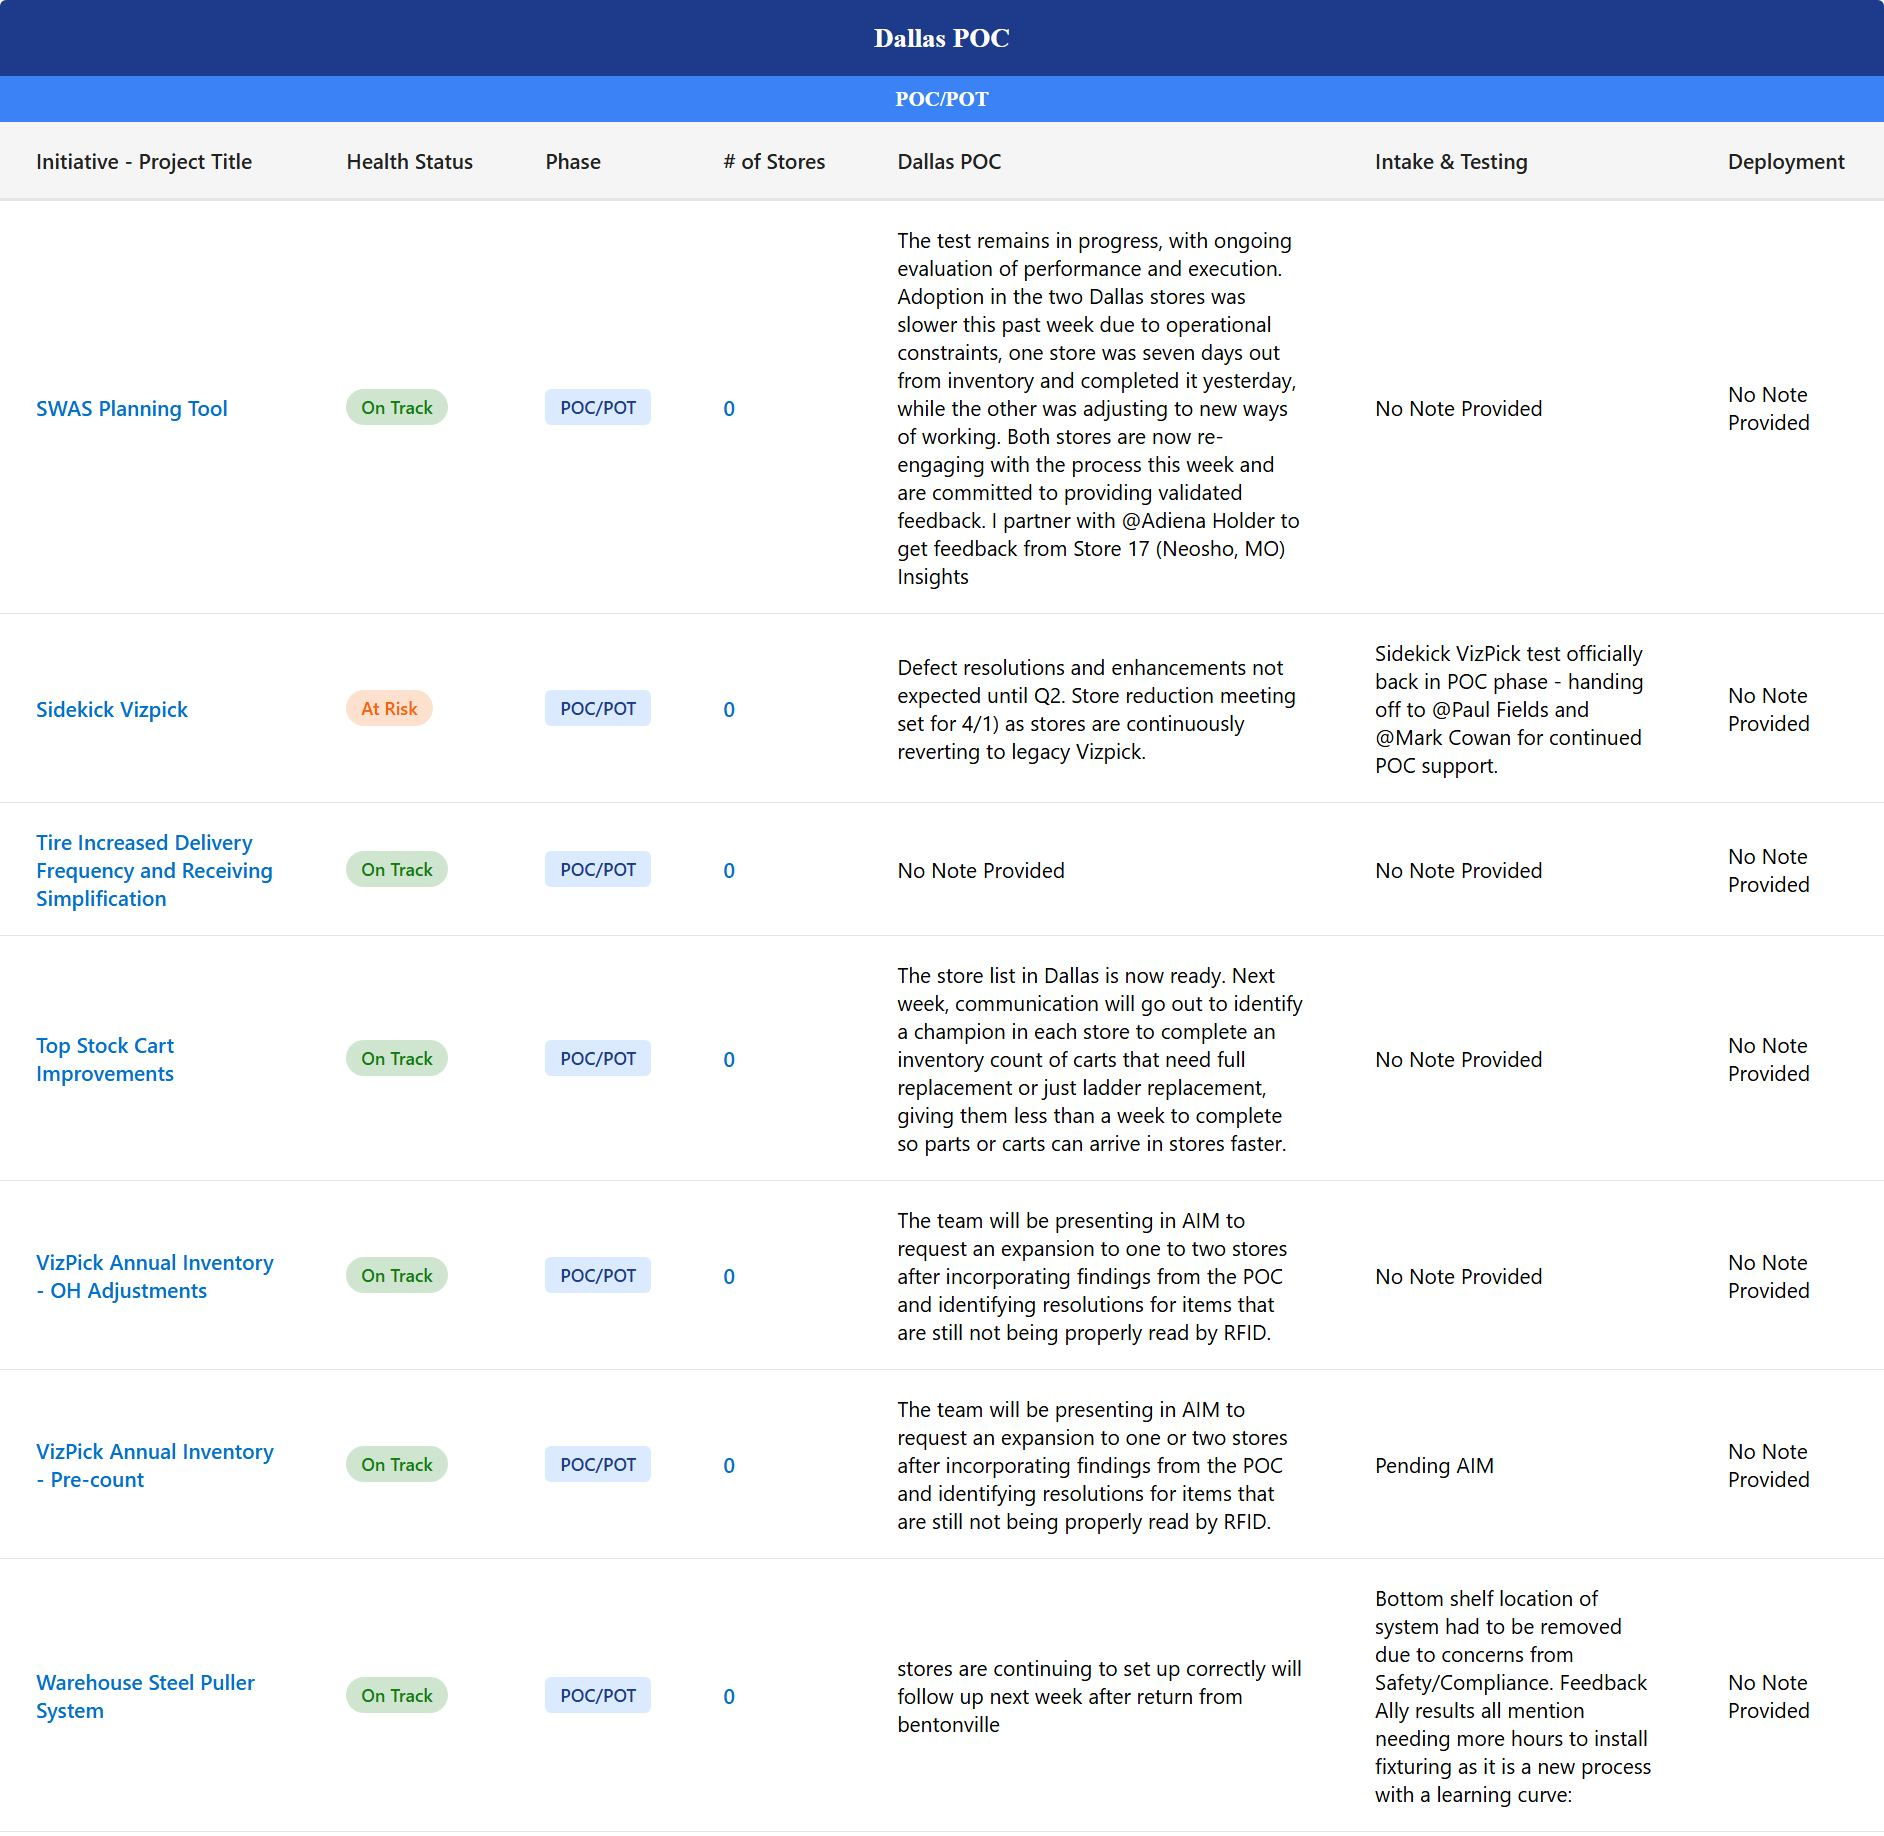 Dallas POC
POC/POT
Initiative - Project Title
Health Status
Phase
# of Stores
Dallas POC
Intake & Testing
Deployment
SWAS Planning Tool
On Track
POC/POT
0
The test remains in progress, with ongoing
evaluation of performance and execution.
Adoption in the two Dallas stores was
slower this past week due to operational
constraints, one store was seven days out
from inventory and completed it yesterday,
while the other was adjusting to new ways
of working. Both stores are now re-
engaging with the process this week and
are committed to providing validated
feedback. I partner with @Adiena Holder to
get feedback from Store 17 (Neosho, MO)
Insights
No Note Provided
No Note
Provided
Sidekick Vizpick
At Risk
POC/POT
0
Defect resolutions and enhancements not
expected until Q2. Store reduction meeting
set for 4/1) as stores are continuously
reverting to legacy Vizpick.
Sidekick VizPick test officially
back in POC phase - handing
off to @Paul Fields and
@Mark Cowan for continued
POC support.
No Note
Provided
Tire Increased Delivery
Frequency and Receiving
Simplification
On Track
POC/POT
0
No Note Provided
No Note Provided
No Note
Provided
Top Stock Cart
Improvements
On Track
POC/POT
0
The store list in Dallas is now ready. Next
week, communication will go out to identify
a champion in each store to complete an
inventory count of carts that need full
replacement or just ladder replacement,
giving them less than a week to complete
so parts or carts can arrive in stores faster.
No Note Provided
No Note
Provided
VizPick Annual Inventory
- OH Adjustments
On Track
POC/POT
0
The team will be presenting in AIM to
request an expansion to one to two stores
after incorporating findings from the POC
and identifying resolutions for items that
are still not being properly read by RFID.
No Note Provided
No Note
Provided
VizPick Annual Inventory
- Pre-count
On Track
POC/POT
0
The team will be presenting in AIM to
request an expansion to one or two stores
after incorporating findings from the POC
and identifying resolutions for items that
are still not being properly read by RFID.
Pending AIM
No Note
Provided
Warehouse Steel Puller
System
On Track
POC/POT
0
stores are continuing to set up correctly will
follow up next week after return from
bentonville
Bottom shelf location of
system had to be removed
due to concerns from
Safety/Compliance. Feedback
Ally results all mention
needing more hours to install
fixturing as it is a new process
with a learning curve:
No Note
Provided